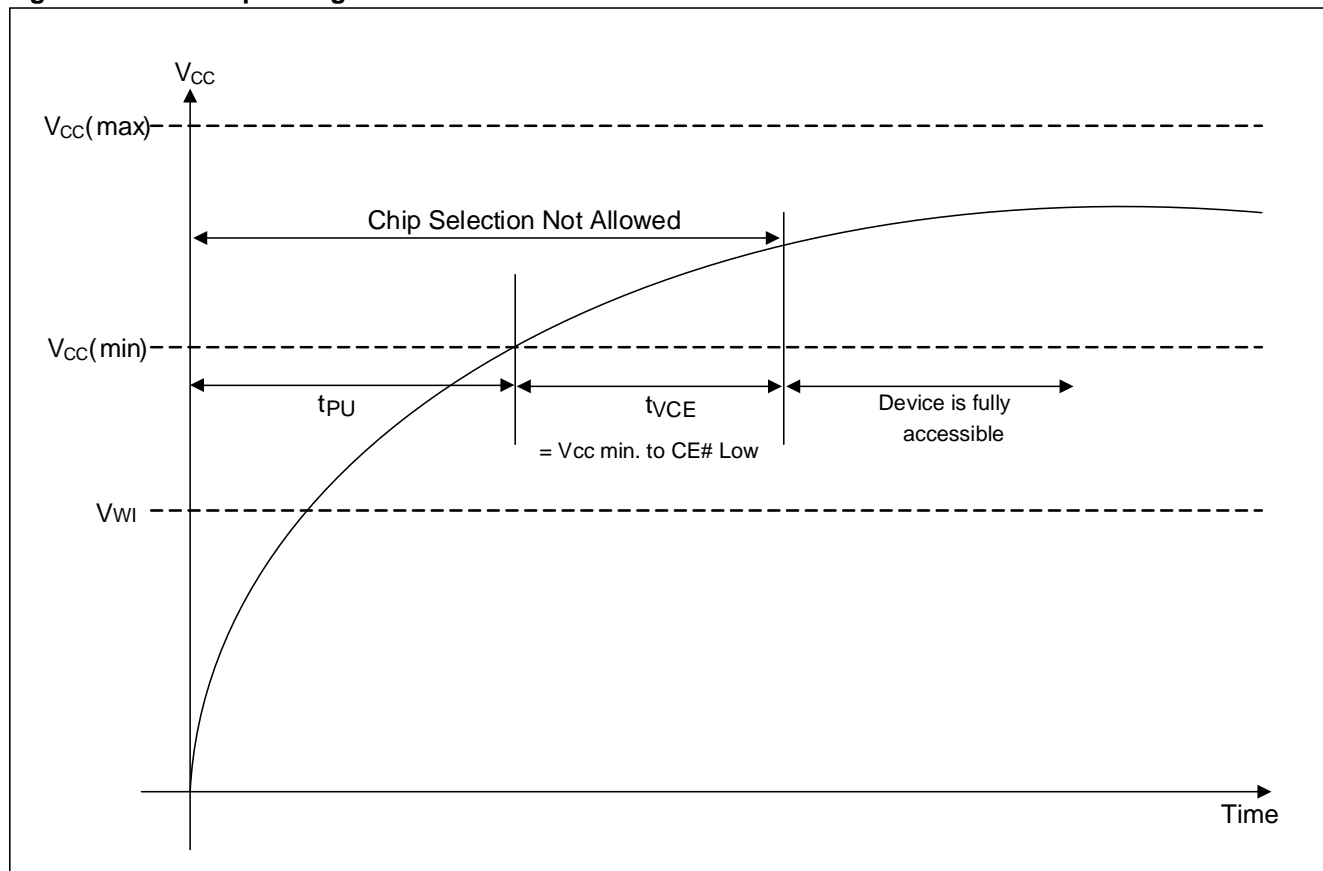 VCC
VCC(max)
Chip Selection Not Allowed
VCC(min)
tPU
tVCE
Device is fully
accessible
= Vcc min. to CE# Low
VWI
Time